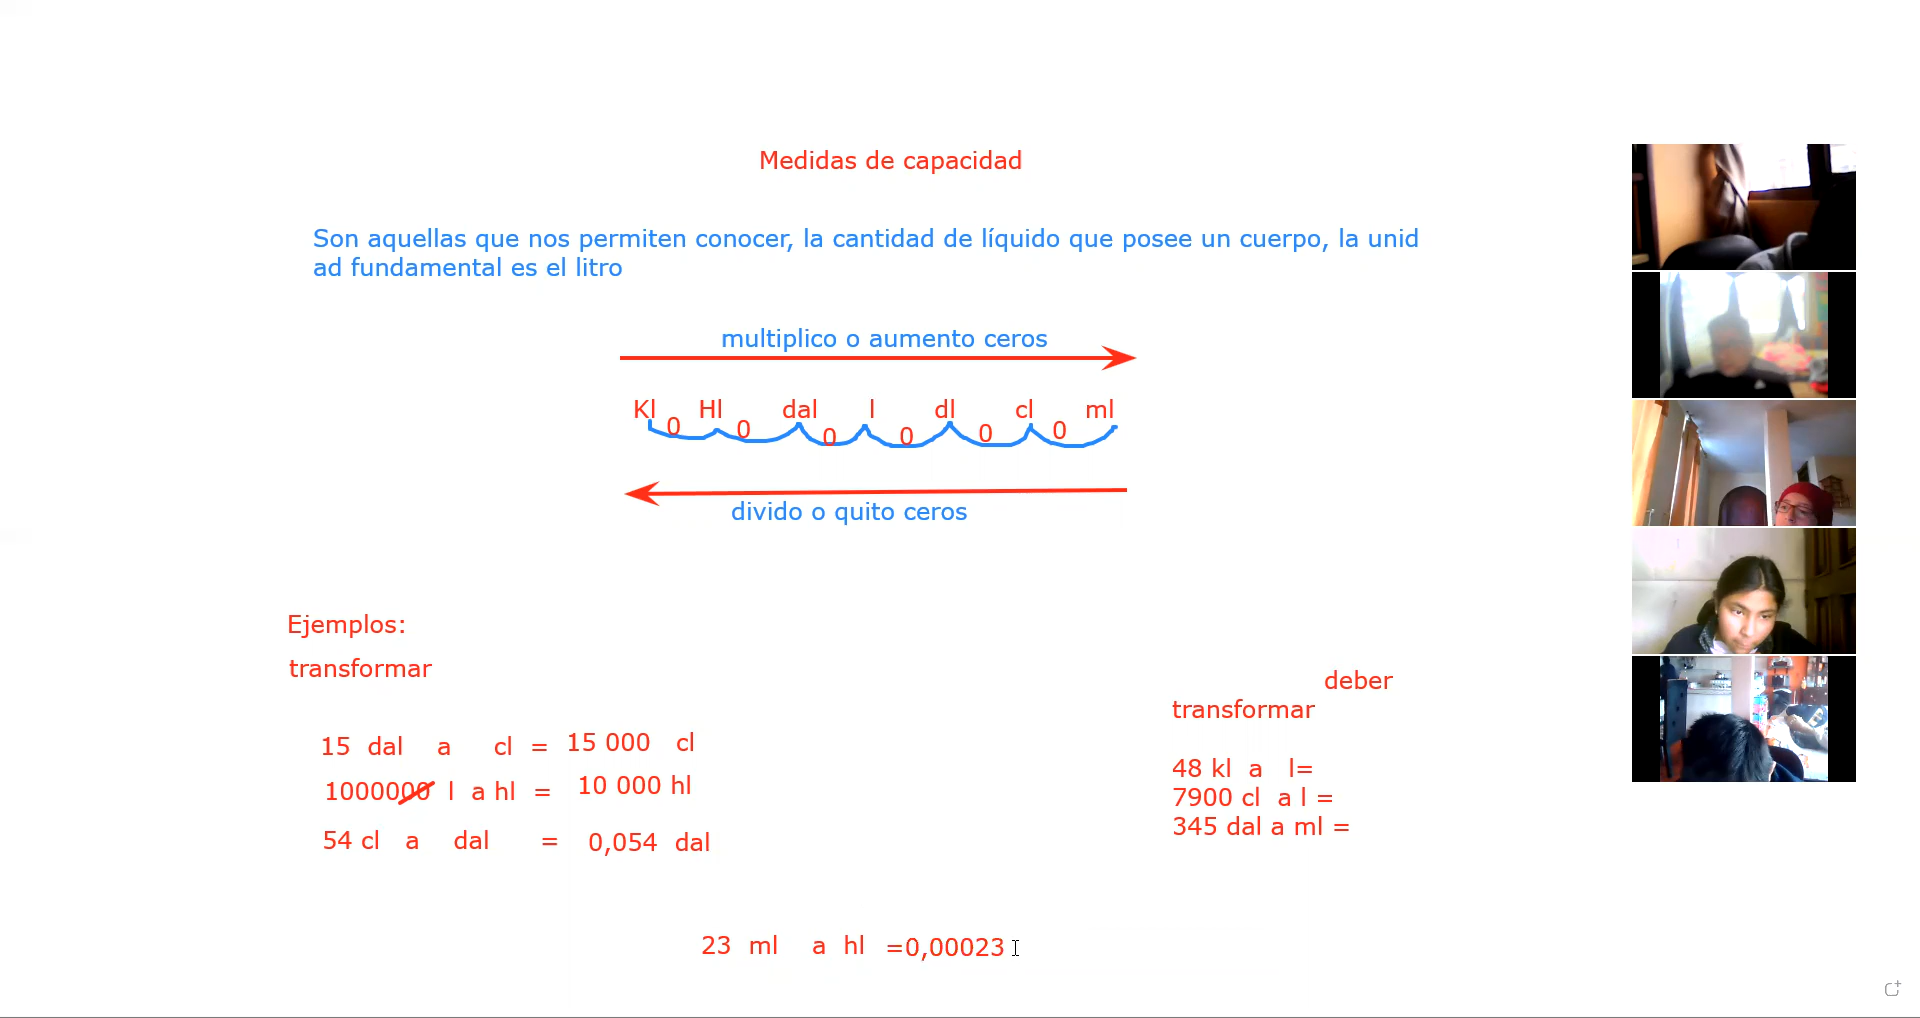 Medidas de capacidad
Son aquellas que nos permiten conocer, la cantidad de líquido que posee un cuerpo, la unid
ad fundamental es el litro
multiplico o aumento ceros
Kl Hl dal l dl cl ml
0 0 0 0 0 0
divido o quito ceros
Ejemplos:
transformar
15 dal a cl = 15 000 cl
1000000 l a hl = 10 000 hl
54 cl a dal = 0,054 dal
deber
transformar
48 kl a l=
7900 cl a l =
345 dal a ml =
23 ml a hl =0,00023